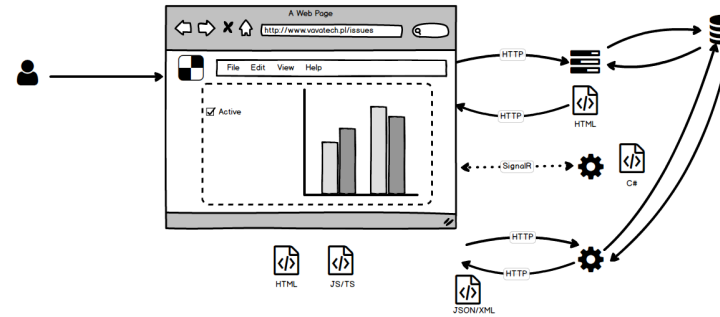 A Web Page
http://www.vavatech.pl/issues
File Edit View Help
Active
HTTP
HTTP
HTML
SignalR
C#
HTTP
HTTP
JSON/XML
HTML
JS/TS